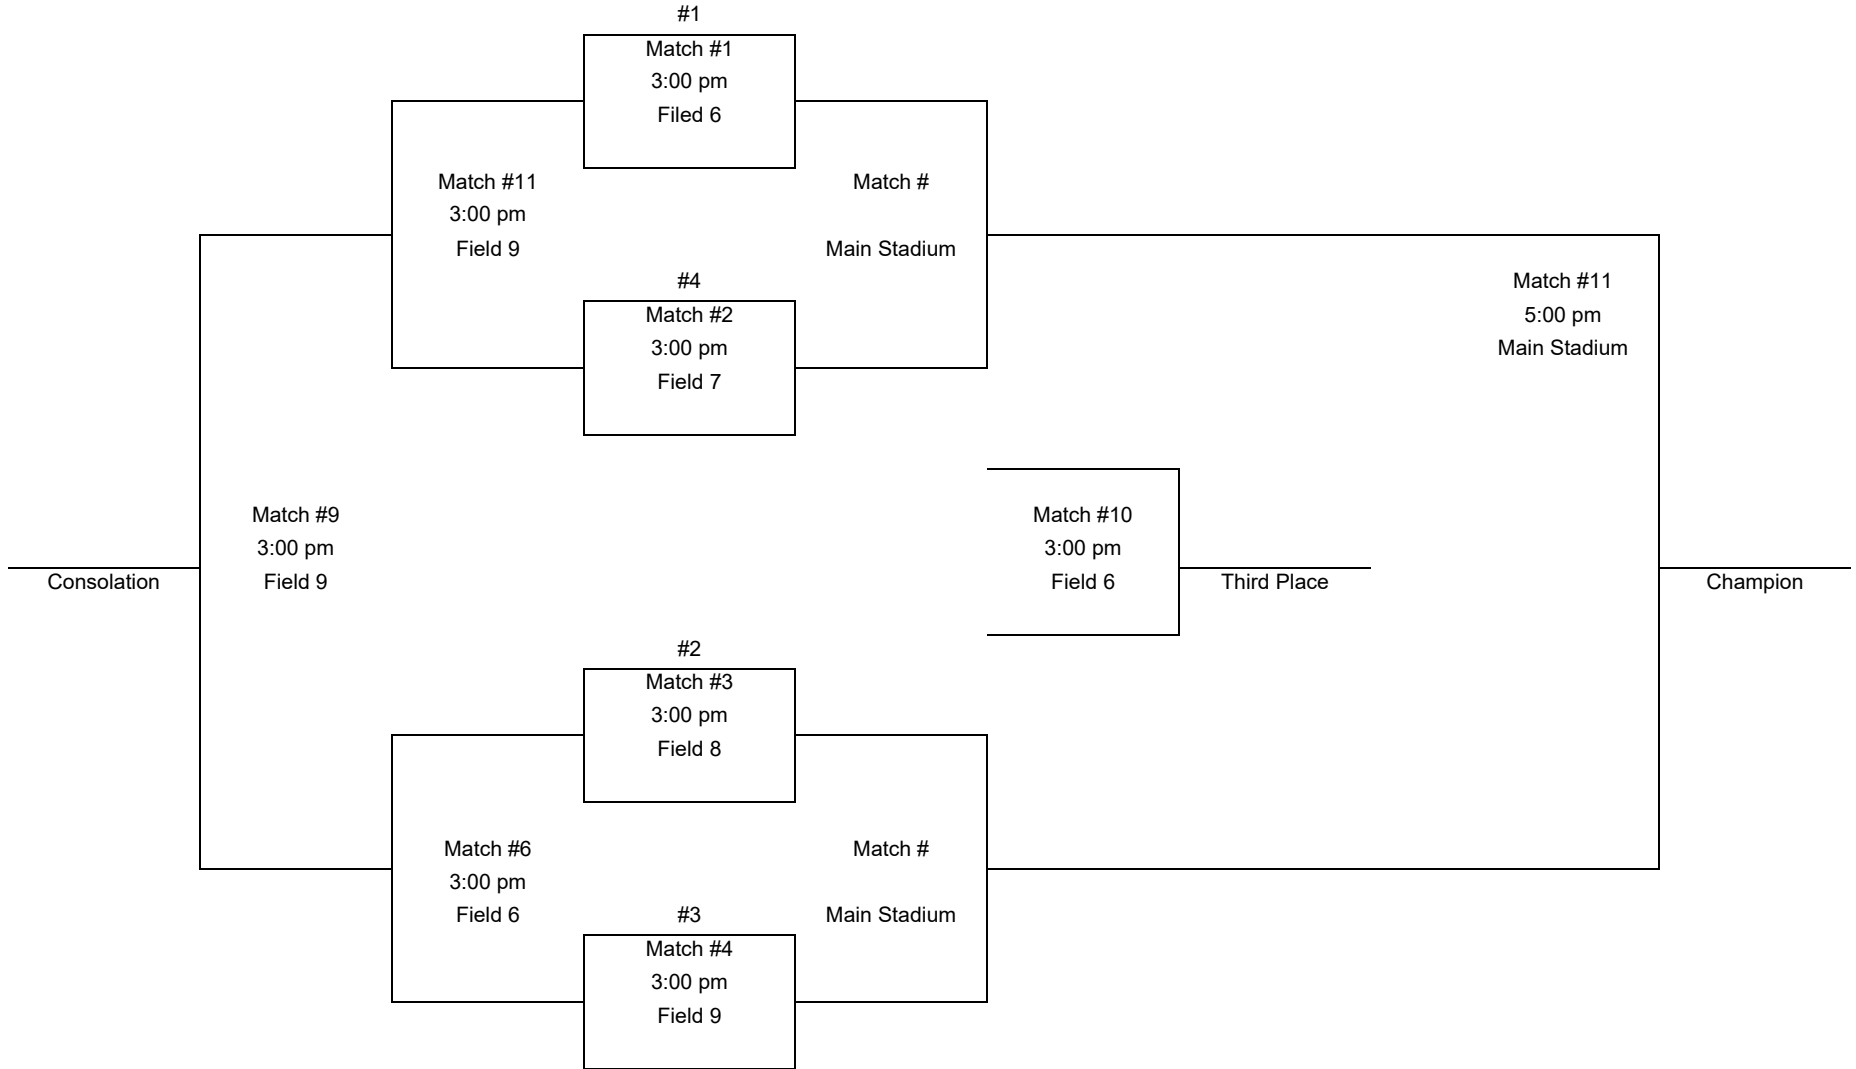 #1
Match #1
3:00 pm
Filed 6
Match #11
3:00 pm
Field 9
Match #
Main Stadium
#4
Match #2
3:00 pm
Field 7
Match #11
5:00 pm
Main Stadium
Match #9
3:00 pm
Field 9
Consolation
Match #10
3:00 pm
Field 6
Third Place
Champion
#2
Match #3
3:00 pm
Field 8
Match #6
3:00 pm
Field 6
Match #
Main Stadium
#3
Match #4
3:00 pm
Field 9